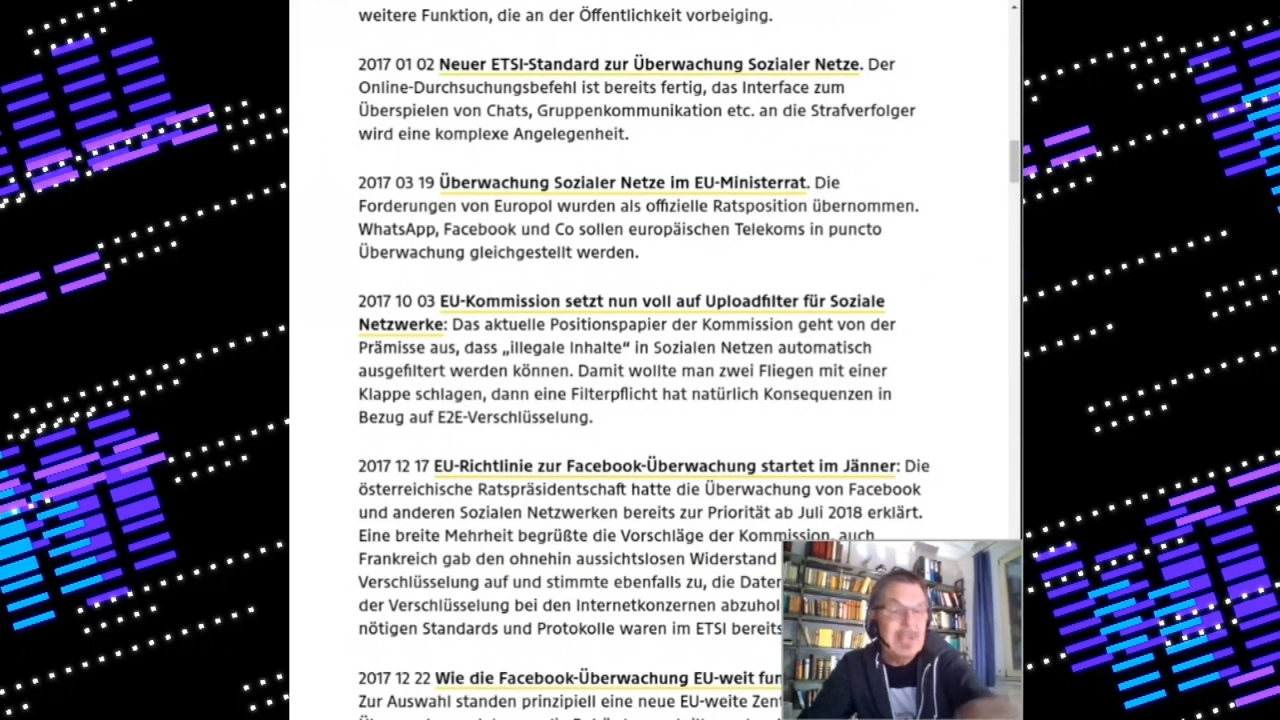 weitere Funktion, die an der Öffentlichkeit vorbeiging.
2017 01 02 Neuer ETSI-Standard zur Überwachung Sozialer Netze. Der
Online-Durchsuchungsbefehl ist bereits fertig, das Interface zum
Überspielen von Chats, Gruppenkommunikation etc. an die Strafverfolger
wird eine komplexe Angelegenheit.
2017 03 19 Überwachung Sozialer Netze im EU-Ministerrat. Die
Forderungen von Europol wurden als offizielle Ratsposition übernommen.
WhatsApp, Facebook und Co sollen europäischen Telekoms in puncto
Überwachung gleichgestellt werden.
2017 10 03 EU-Kommission setzt nun voll auf Uploadfilter für Soziale
Netzwerke: Das aktuelle Positionspapier der Kommission geht von der
Prämisse aus, dass „illegale Inhalte“ in Sozialen Netzen automatisch
ausgefiltert werden können. Damit wollte man zwei Fliegen mit einer
Klappe schlagen, dann eine Filterpflicht hat natürlich Konsequenzen in
Bezug auf E2E-Verschlüsselung.
2017 12 17 EU-Richtlinie zur Facebook-Überwachung startet im Jänner: Die
österreichische Ratspräsidentschaft hatte die Überwachung von Facebook
und anderen Sozialen Netzwerken bereits zur Priorität ab Juli 2018 erklärt.
Eine breite Mehrheit begrüßte die Vorschläge der Kommission, auch
Frankreich gab den ohnehin aussichtslosen Widerstand
Verschlüsselung auf und stimmte ebenfalls zu, die Daten
der Verschlüsselung bei den Internetkonzernen abzuhol
nötigen Standards und Protokolle waren im ETSI bereits
2017 12 22 Wie die Facebook-Überwachung EU-weit fun
Zur Auswahl standen prinzipiell eine neue EU-weite Zent